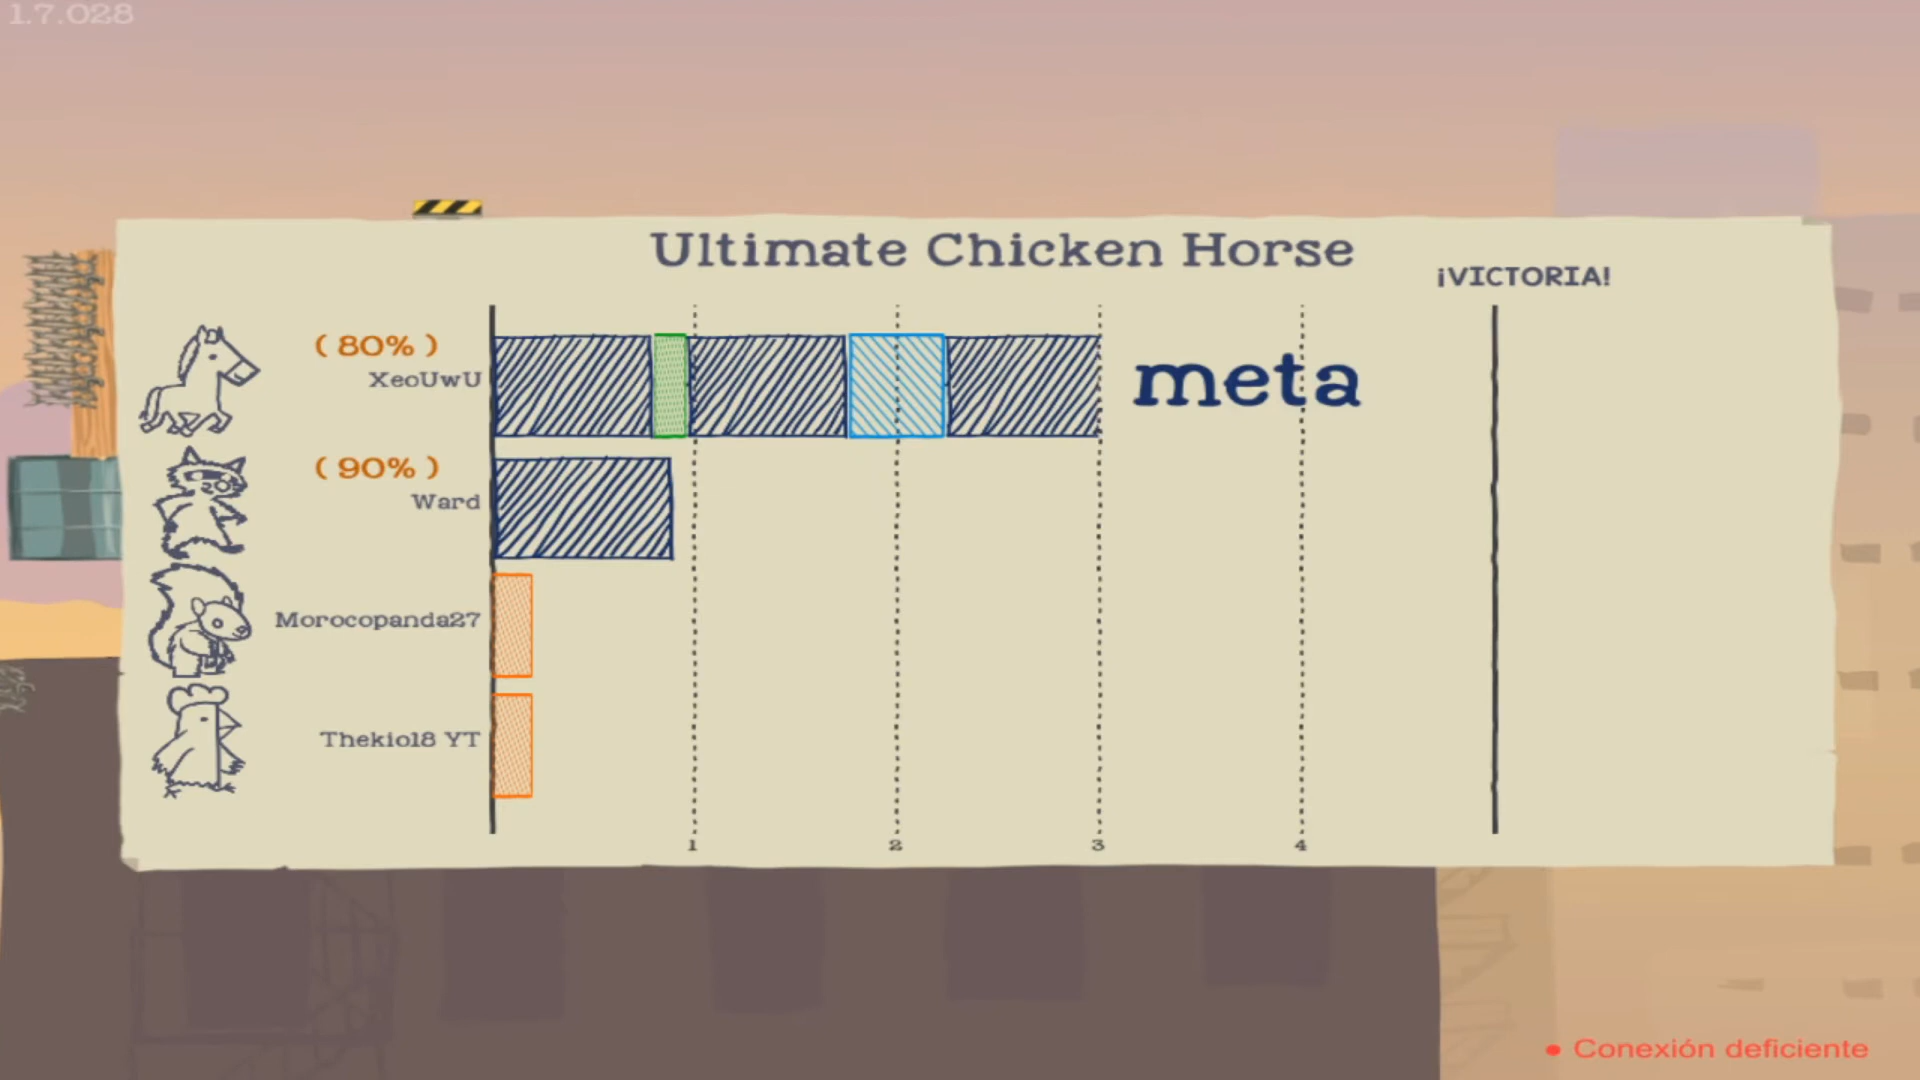 1.7.028
Ultimate Chicken Horse
¡VICTORIA!
( 80% )
XeoUwU
meta
( 90% )
Ward
Morocopanda27
Thekio18 YT
1 2 3 4
Conexión deficiente